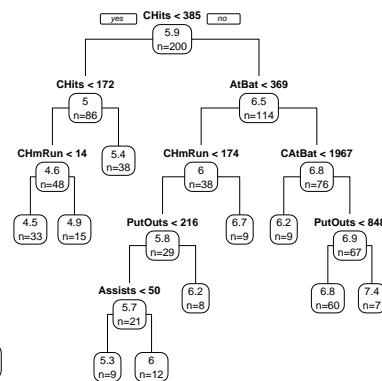 CHits < 385
yes no
5.9
n=200
CHits < 172 AtBat < 369
5
n=86
6.5
n=114
CHmRun < 14
5.4
n=38
CHmRun < 174 CAtBat < 1967
4.6
n=48
6
n=38
6.8
n=76
4.5
n=33
4.9
n=15
PutOuts < 216
6.7
n=9
6.2
n=9
PutOuts < 848
5.8
n=29
6.9
n=67
Assists < 50
6.2
n=8
6.8
n=60
7.4
n=7
5.7
n=21
5.3
n=9
6
n=12